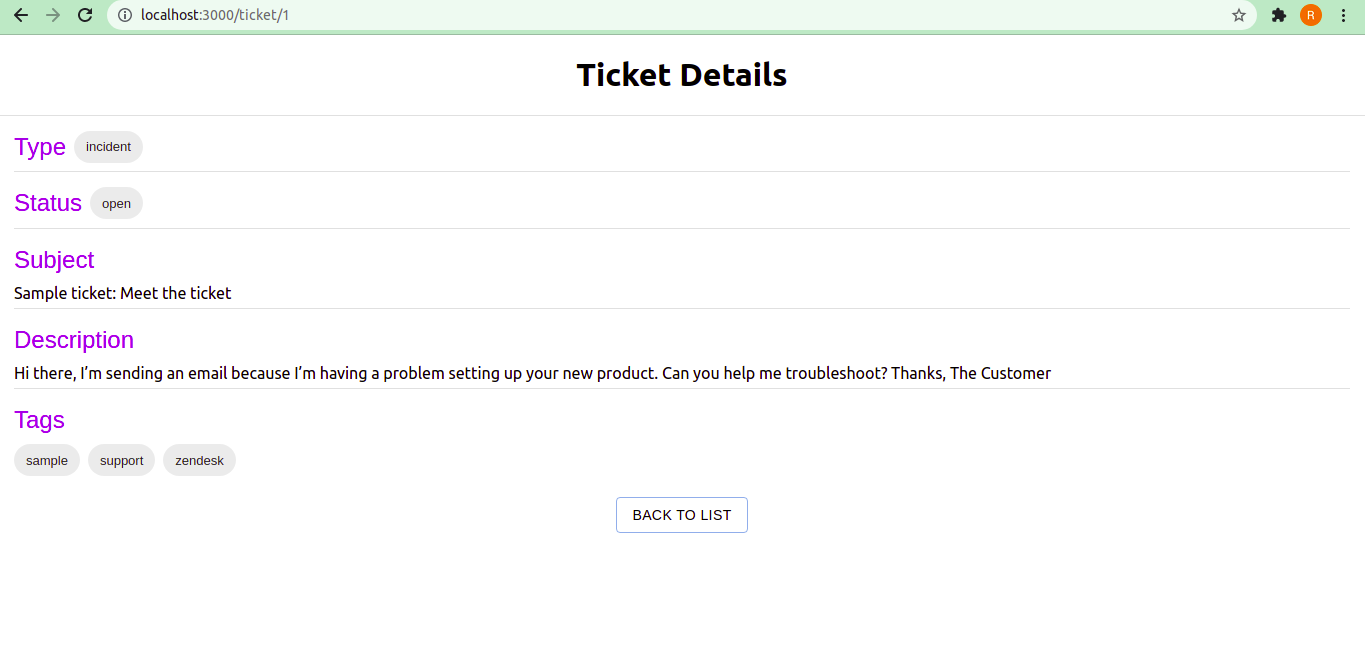 localhost:3000/ticket/1
R
Ticket Details
Type incident
Status open
Subject
Sample ticket: Meet the ticket
Description
Hi there, I’m sending an email because I’m having a problem setting up your new product. Can you help me troubleshoot? Thanks, The Customer
Tags
sample support zendesk
BACK TO LIST